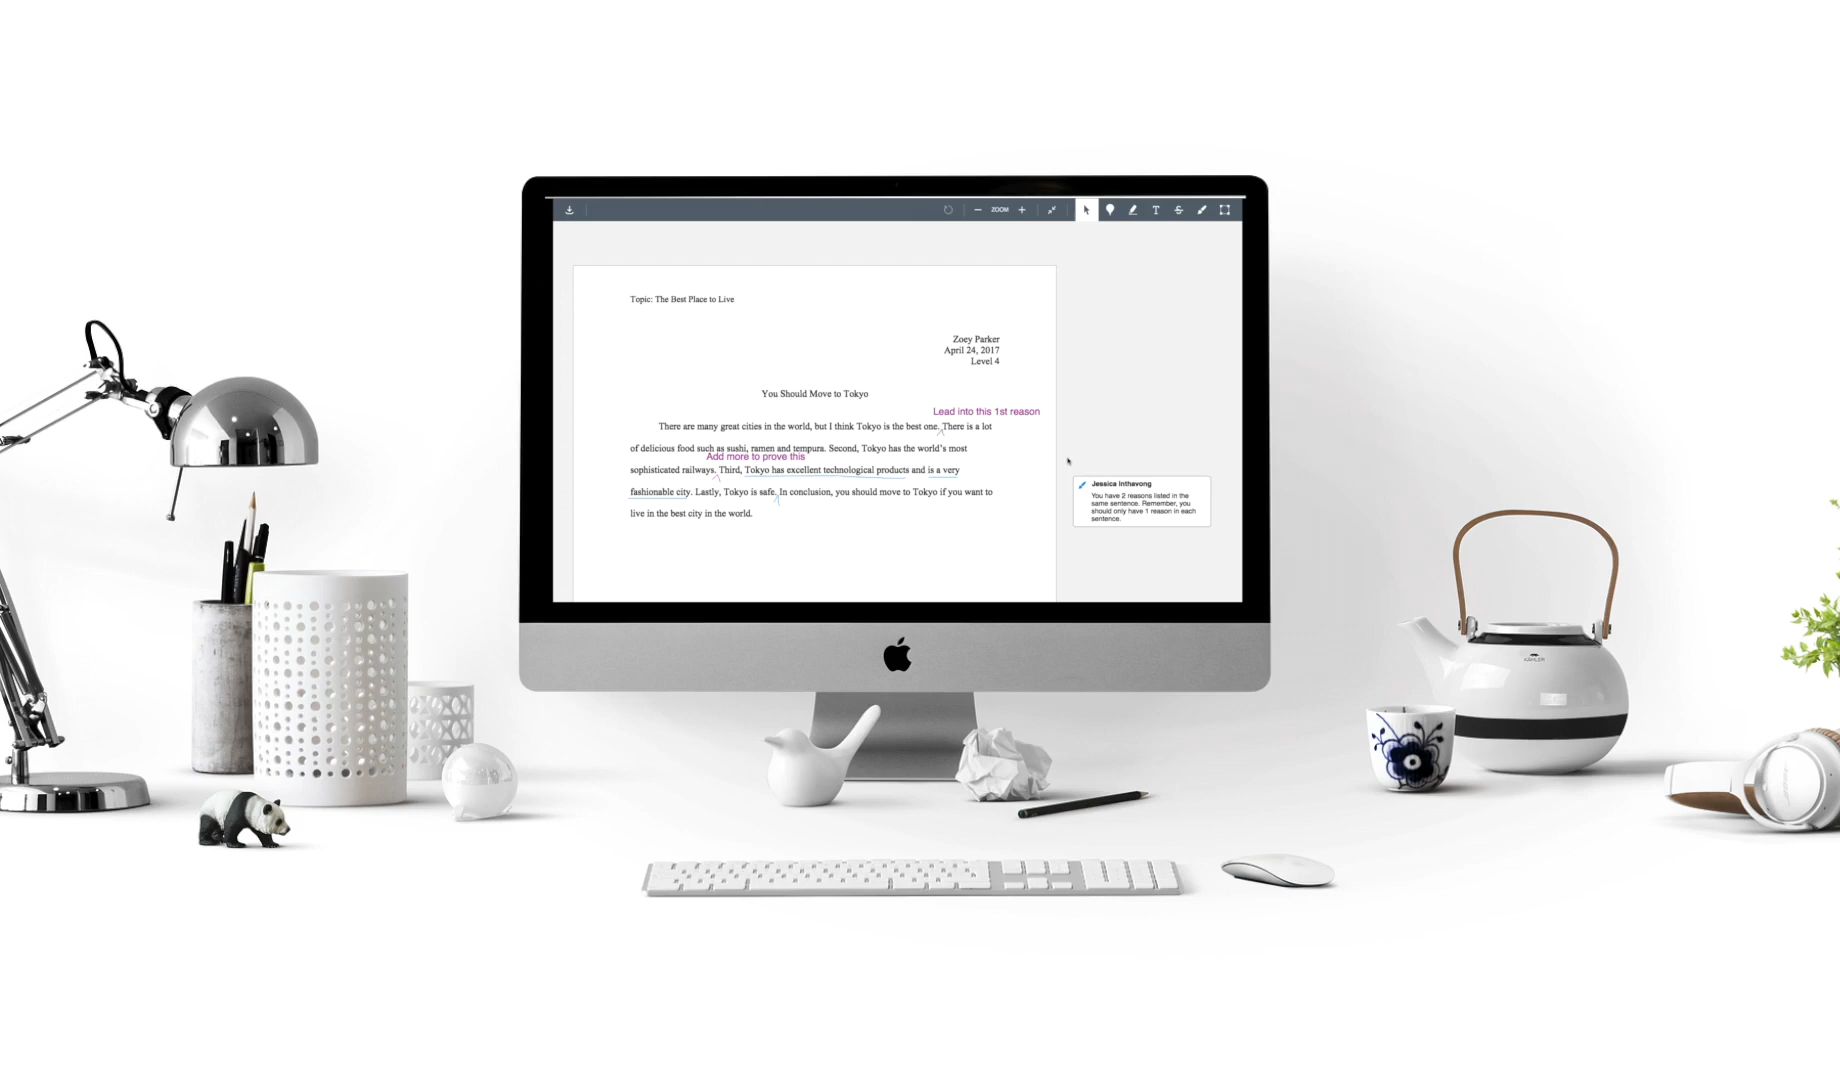 ZOOM
T
S
Topic: The Best Place to Live
Zoey Parker
April 24, 2017
Level 4
You Should Move to Tokyo
Lead into this 1st reason
There are many great cities in the world, but I think Tokyo is the best one. There is a lot
of delicious food such as sushi, ramen and tempura. Second, Tokyo has the world's most
Add more to prove this
sophisticated railways. Third, Tokyo has excellent technological products and is a very
fashionable city. Lastly, Tokyo is safe. In conclusion, you should move to Tokyo if you want to
live in the best city in the world.
Jessica Inthavong
You have 2 reasons listed in the
same sentence. Remember, you
should only have 1 reason in each
sentence.
KÄHLER